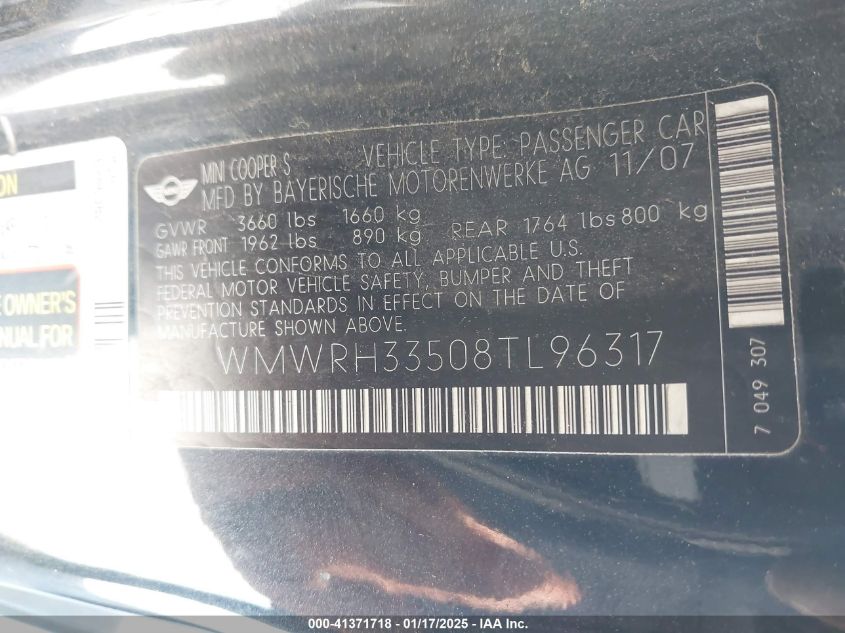 MINI COOPER S VEHICLE TYPE: PASSENGER CAR
MFD BY BAYERISCHE MOTORENWERKE AG 11/07
GVWR 3660 lbs 1660 kg
GAWR FRONT 1962 lbs 890 kg REAR 1764 lbs 800 kg
THIS VEHICLE CONFORMS TO ALL APPLICABLE U.S.
FEDERAL MOTOR VEHICLE SAFETY, BUMPER AND THEFT
PREVENTION STANDARDS IN EFFECT ON THE DATE OF
MANUFACTURE SHOWN ABOVE.
WMWRH33508TL96317
7 049 307
OWNER'S
FOR
000-41371718 - 01/17/2025 - IAA Inc.